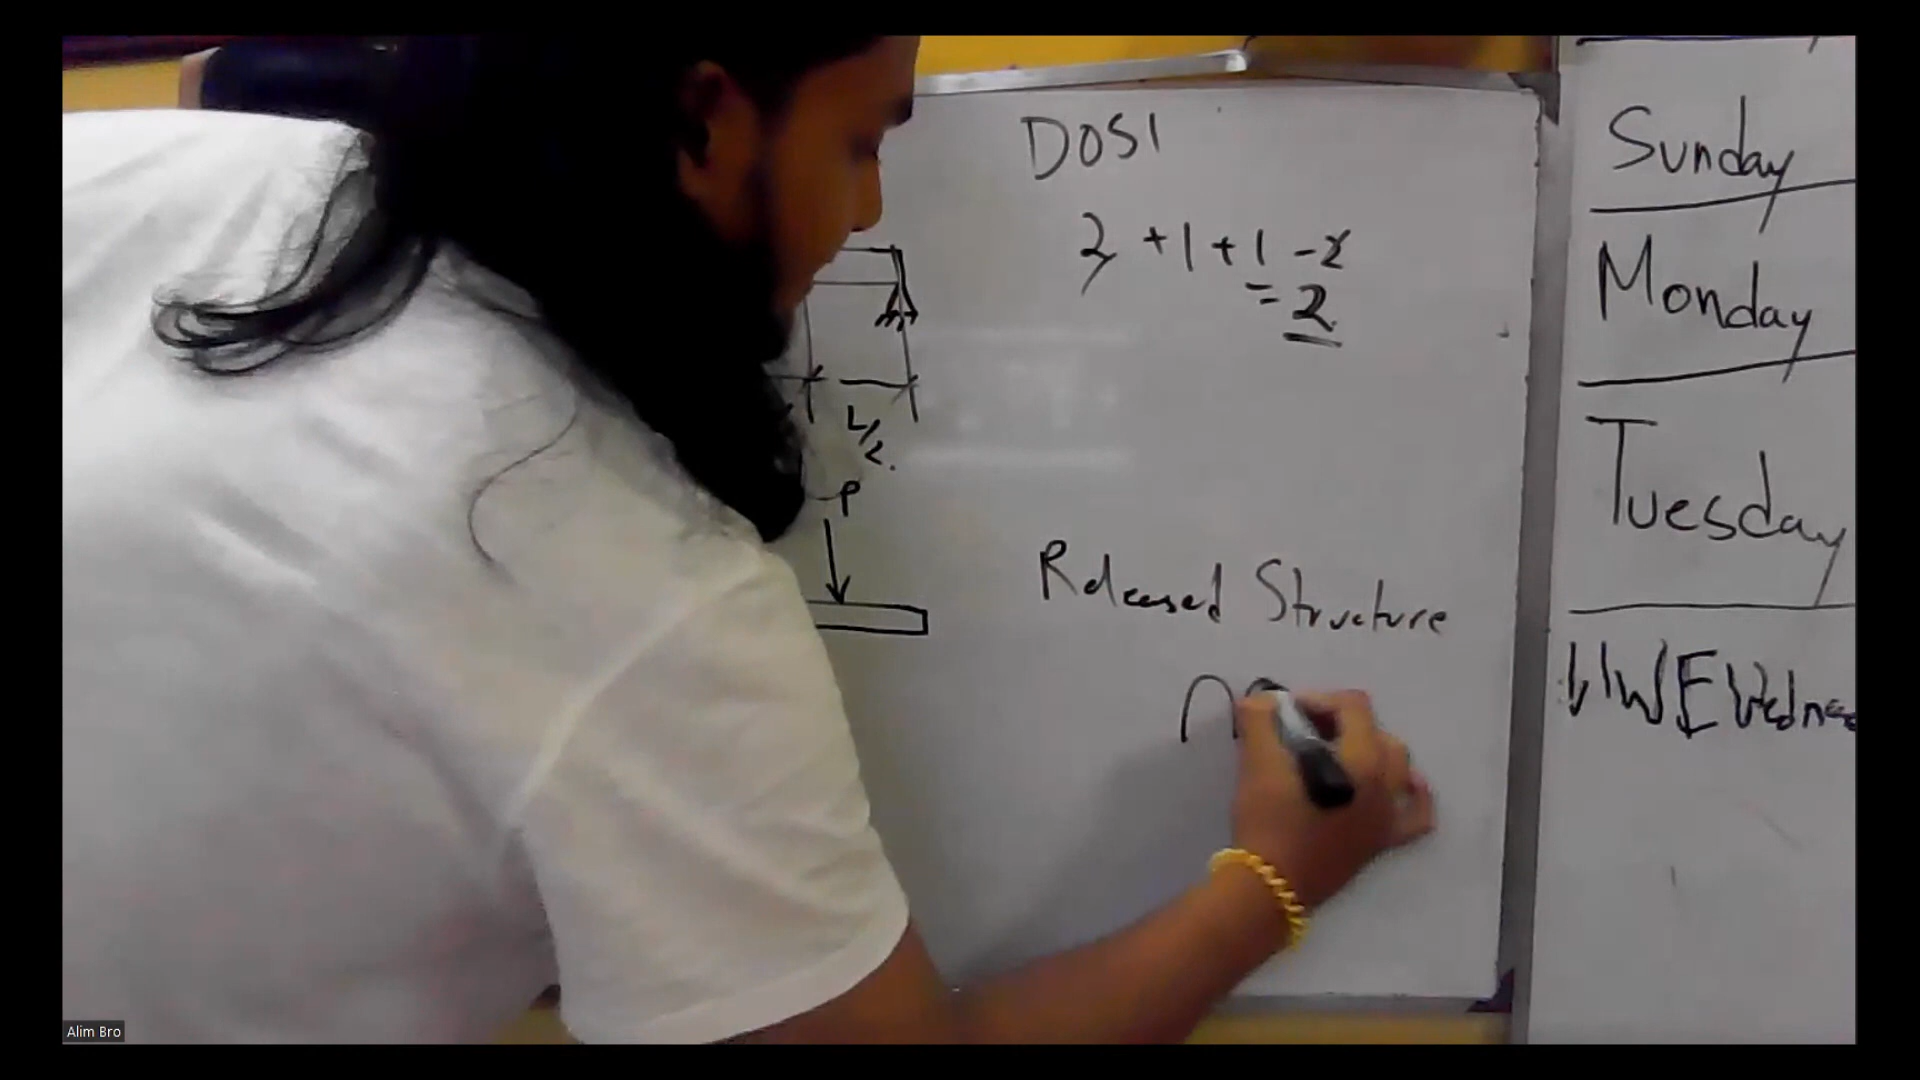 DOSI
3 + 1 + 1 - 2
= 2
L/2.
P
Released Structure
Sunday
Monday
Tuesday
Wednes
Alim Bro